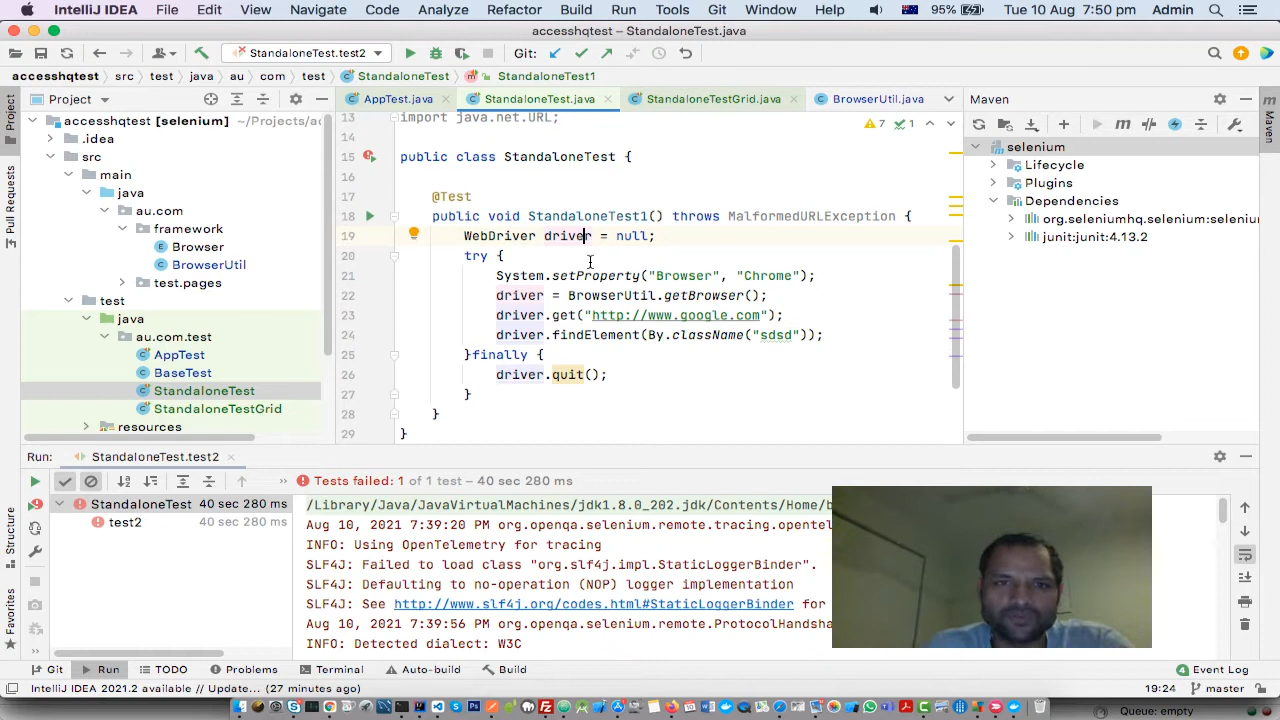 IntelliJ IDEA File Edit View Navigate Code Analyze Refactor Build Run Tools Git Window Help 95% Tue 10 Aug 7:50 pm Admin
accesshqtest – StandaloneTest.java
StandaloneTest.test2 Git:
accesshqtest src test java au com test StandaloneTest StandaloneTest1
Project AppTest.java StandaloneTest.java StandaloneTestGrid.java BrowserUtil.java Maven
accesshqtest [selenium] ~/Projects/ac
.idea
src
main
java
au.com
framework
Browser
BrowserUtil
test.pages
test
java
au.com.test
AppTest
BaseTest
StandaloneTest
StandaloneTestGrid
resources
Project
Pull Requests
Structure
Favorites
7 1
13 import java.net.URL;
15 public class StandaloneTest {
16
17 @Test
18 public void StandaloneTest1() throws MalformedURLException {
19 WebDriver driver = null;
20 try {
21 System.setProperty("Browser", "Chrome");
22 driver = BrowserUtil.getBrowser();
23 driver.get("http://www.google.com");
24 driver.findElement(By.className("sdsd"));
25 }finally {
26 driver.quit();
27 }
28 }
29 }
selenium
Lifecycle
Plugins
Dependencies
org.seleniumhq.selenium:selenium
junit:junit:4.13.2
Maven
Run: StandaloneTest.test2
Tests failed: 1 of 1 test – 40 sec 280 ms
StandaloneTest 40 sec 280 ms
test2 40 sec 280 ms
/Library/Java/JavaVirtualMachines/jdk1.8.0_202.jdk/Contents/Home/b
Aug 10, 2021 7:39:20 PM org.openqa.selenium.remote.tracing.opentel
INFO: Using OpenTelemetry for tracing
SLF4J: Failed to load class "org.slf4j.impl.StaticLoggerBinder".
SLF4J: Defaulting to no-operation (NOP) logger implementation
SLF4J: See http://www.slf4j.org/codes.html#StaticLoggerBinder for
Aug 10, 2021 7:39:56 PM org.openqa.selenium.remote.ProtocolHandsha
INFO: Detected dialect: W3C
Git Run TODO Problems Terminal Auto-build Build 4 Event Log
IntelliJ IDEA 2021.2 available // Update... (27 minutes ago) 19:24 master
Queue: empty